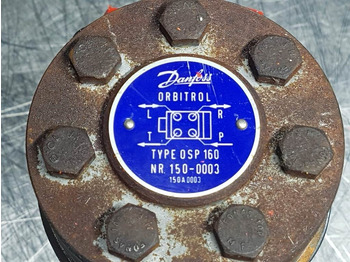 Danfoss
ORBITROL
L R
T P
TYPE OSP 160
NR. 150-0003
150A0003